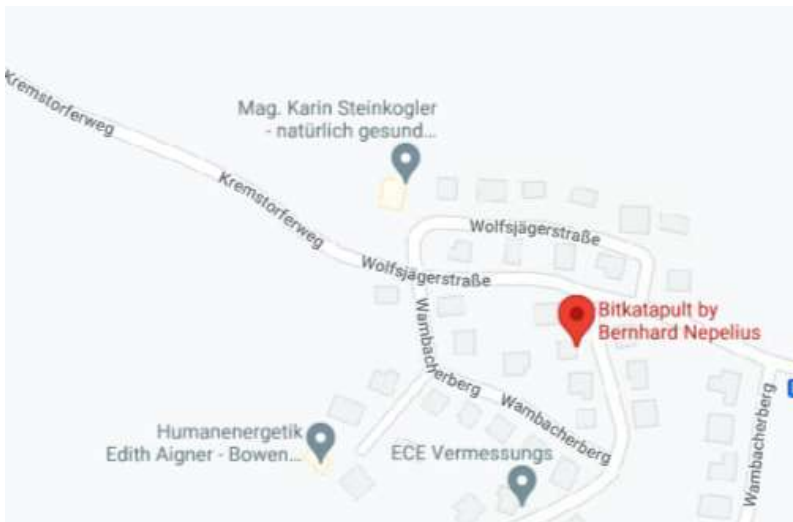 Kremstorferweg
Mag. Karin Steinkogler
- natürlich gesund...
Kremstorferweg
Wolfsjägerstraße
Wolfsjägerstraße
Bitkatapult by
Bernhard Nepelius
Wambacherberg
Wambacherberg
Wambacherberg
Humanenergetik
Edith Aigner - Bowen...
ECE Vermessungs